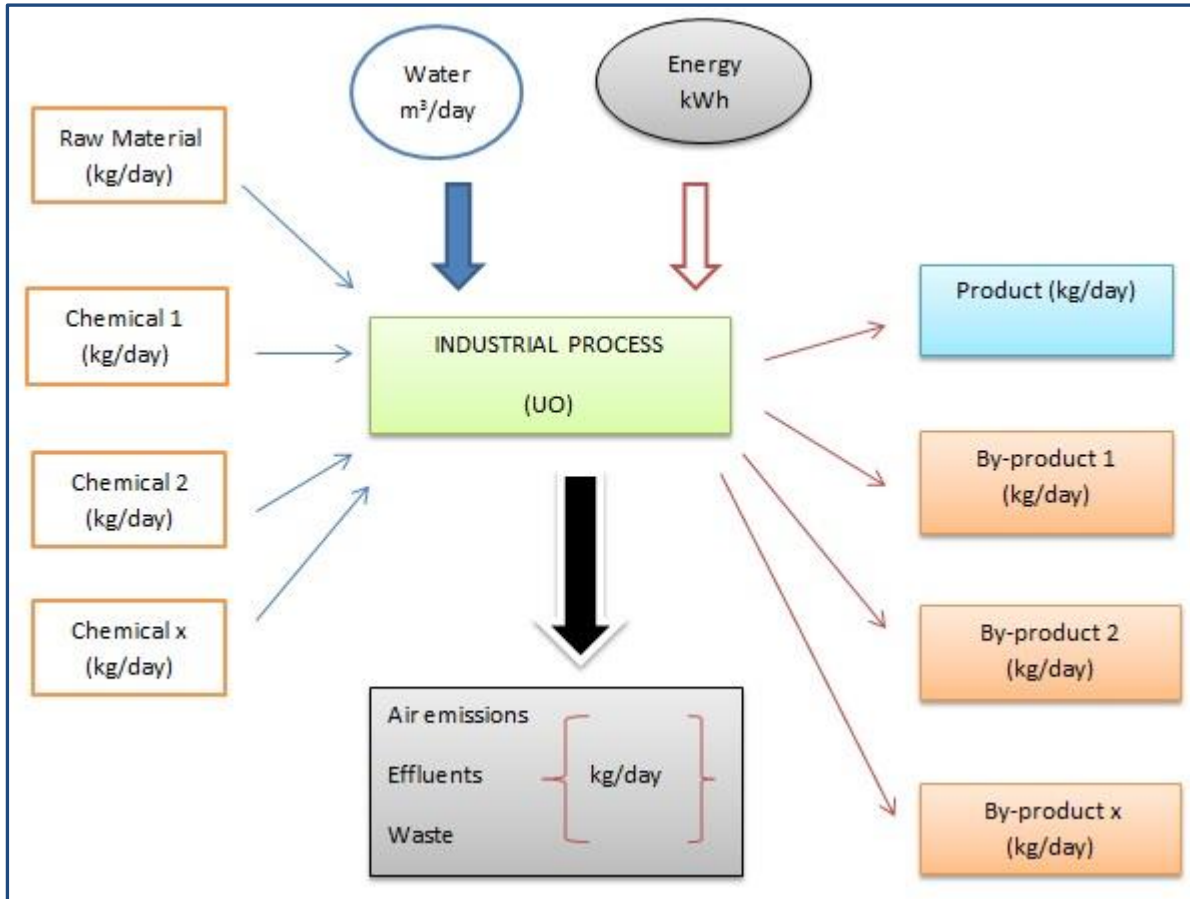 Water
m³/day
Energy
kWh
Raw Material
(kg/day)
Chemical 1
(kg/day)
Chemical 2
(kg/day)
Chemical x
(kg/day)
INDUSTRIAL PROCESS
(UO)
Product (kg/day)
By-product 1
(kg/day)
By-product 2
(kg/day)
By-product x
(kg/day)
Air emissions
Effluents kg/day
Waste